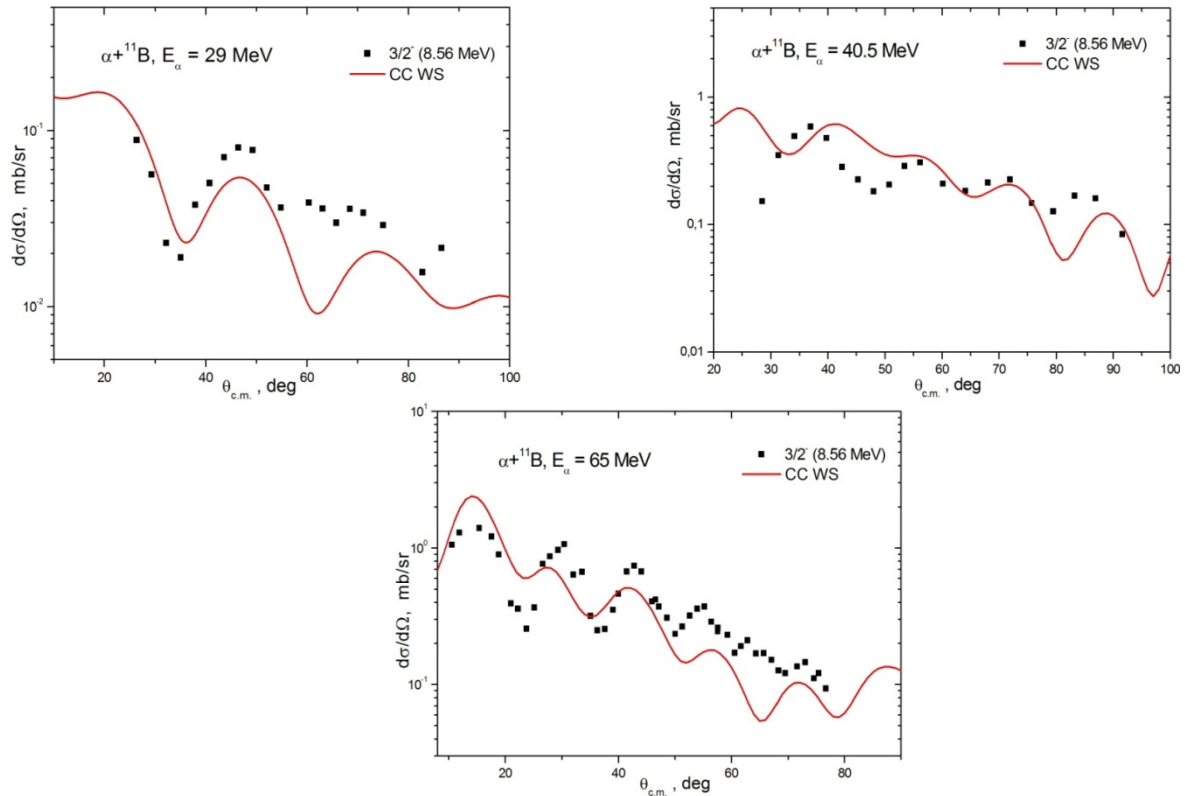 α+¹¹B, Eα = 29 MeV
3/2⁻ (8.56 MeV)
CC WS
dσ/dΩ, mb/sr
10⁻¹
10⁻²
20 40 60 80 100
θc.m. , deg
α+¹¹B, Eα = 40.5 MeV
3/2⁻ (8.56 MeV)
CC WS
dσ/dΩ, mb/sr
1
0,1
0,01
20 30 40 50 60 70 80 90 100
θc.m. , deg
α+¹¹B, Eα = 65 MeV
3/2⁻ (8.56 MeV)
CC WS
dσ/dΩ, mb/sr
10¹
10⁰
10⁻¹
20 40 60 80
θc.m. , deg